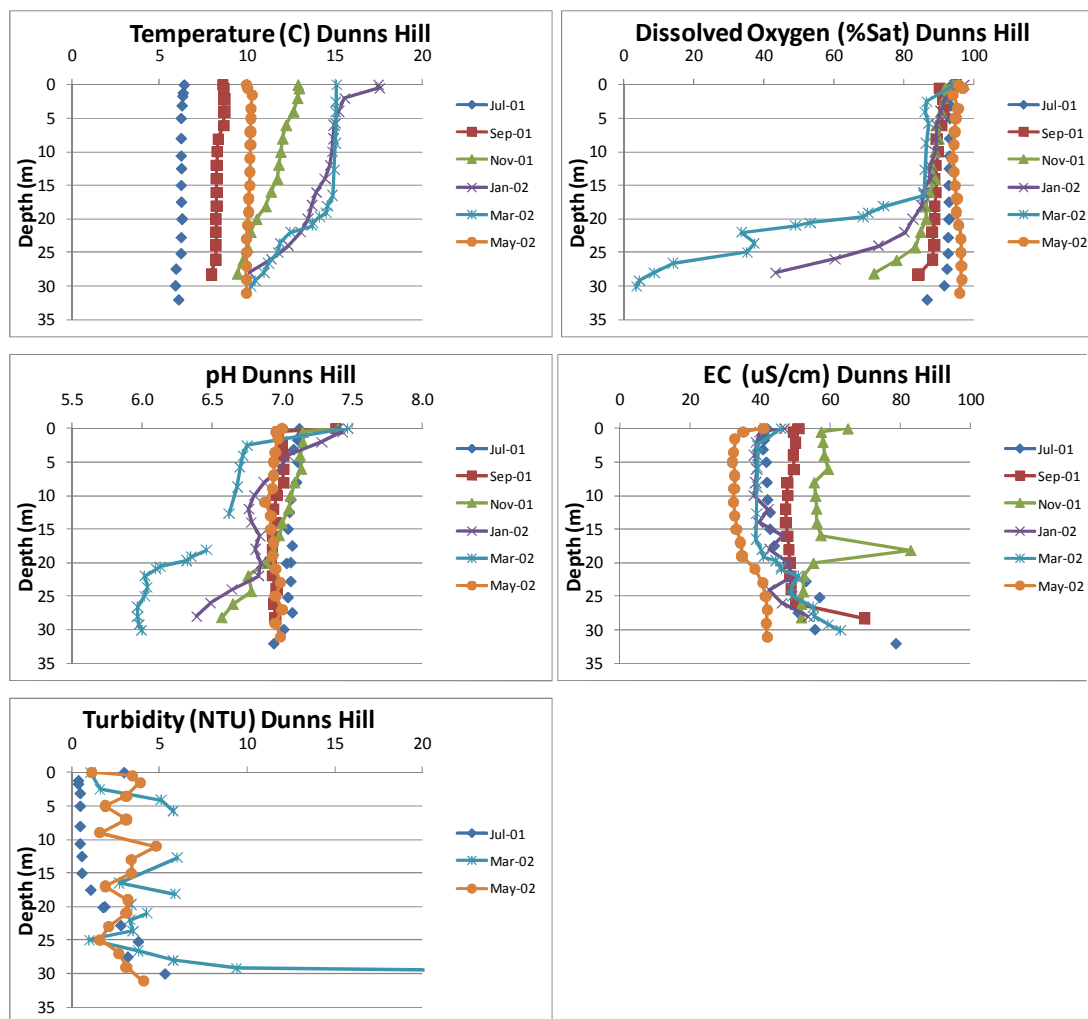 Temperature (C) Dunns Hill
0 5 10 15 20
0
5
10
15
20
25
30
35
Depth (m)
Jul-01
Sep-01
Nov-01
Jan-02
Mar-02
May-02
Dissolved Oxygen (%Sat) Dunns Hill
0 20 40 60 80 100
0
5
10
15
20
25
30
35
Depth (m)
Jul-01
Sep-01
Nov-01
Jan-02
Mar-02
May-02
pH Dunns Hill
5.5 6.0 6.5 7.0 7.5 8.0
0
5
10
15
20
25
30
35
Depth (m)
Jul-01
Sep-01
Nov-01
Jan-02
Mar-02
May-02
EC (uS/cm) Dunns Hill
0 20 40 60 80 100
0
5
10
15
20
25
30
35
Depth (m)
Jul-01
Sep-01
Nov-01
Jan-02
Mar-02
May-02
Turbidity (NTU) Dunns Hill
0 5 10 15 20
0
5
10
15
20
25
30
35
Depth (m)
Jul-01
Mar-02
May-02